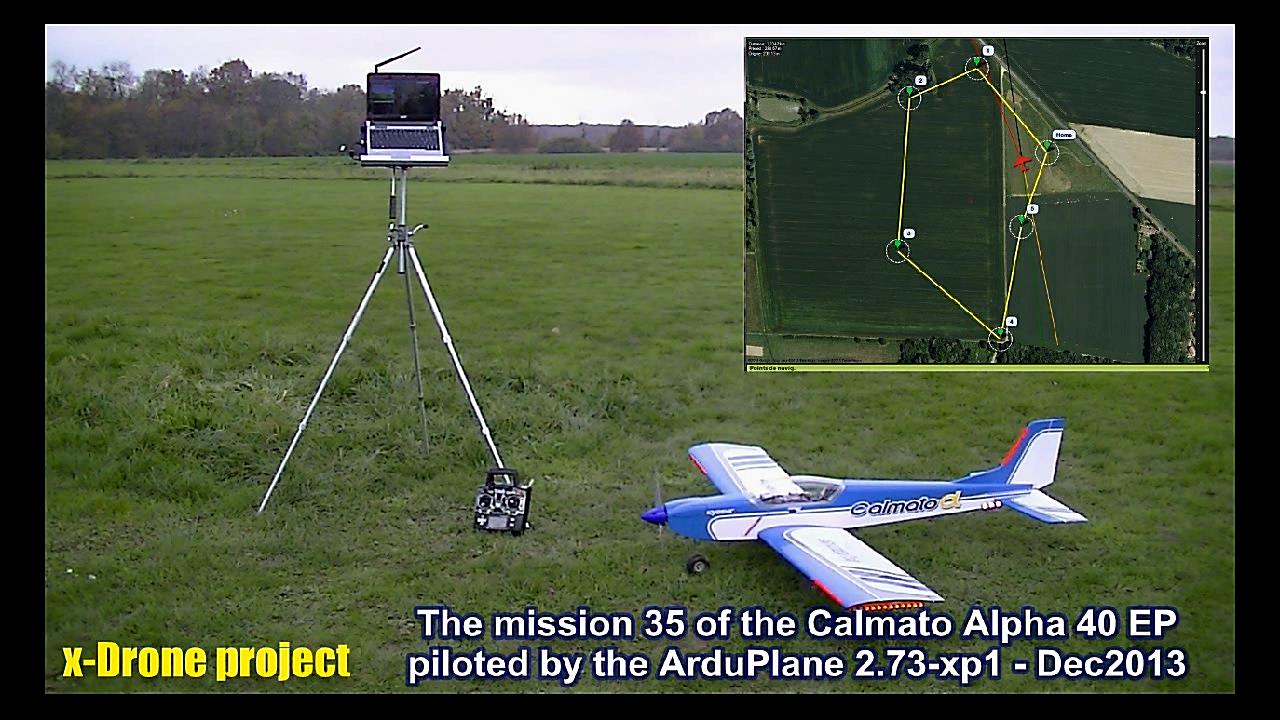 1
2
Home
5
4
Points de navig.
Calmato α
The mission 35 of the Calmato Alpha 40 EP
piloted by the ArduPlane 2.73-xp1 - Dec2013
x-Drone project